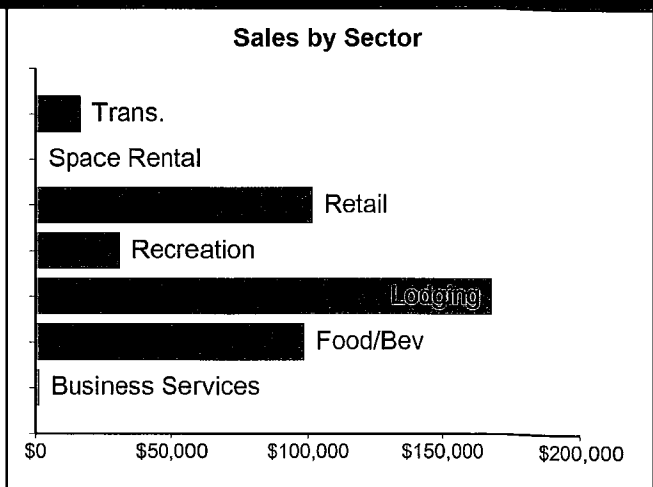 Sales by Sector
Trans.
Space Rental
Retail
Recreation
Lodging
Food/Bev
Business Services
$0 $50,000 $100,000 $150,000 $200,000